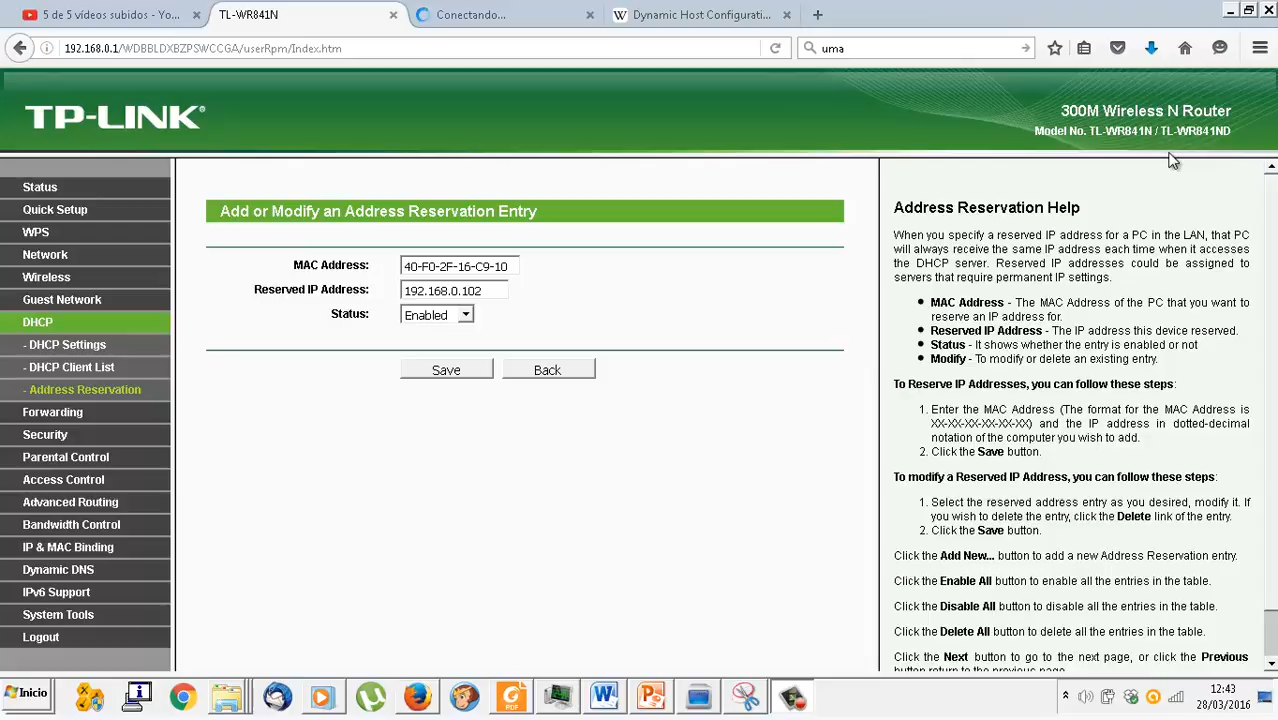 5 de 5 vídeos subidos - Yo...
TL-WR841N
Conectando...
Dynamic Host Configurati...
192.168.0.1/WDBBLDXBZPSWCCGA/userRpm/Index.htm
uma
TP-LINK®
300M Wireless N Router
Model No. TL-WR841N / TL-WR841ND
Status
Quick Setup
WPS
Network
Wireless
Guest Network
DHCP
- DHCP Settings
- DHCP Client List
- Address Reservation
Forwarding
Security
Parental Control
Access Control
Advanced Routing
Bandwidth Control
IP & MAC Binding
Dynamic DNS
IPv6 Support
System Tools
Logout
Add or Modify an Address Reservation Entry
MAC Address: 40-F0-2F-16-C9-10
Reserved IP Address: 192.168.0.102
Status: Enabled
Save Back
Address Reservation Help
When you specify a reserved IP address for a PC in the LAN, that PC
will always receive the same IP address each time when it accesses
the DHCP server. Reserved IP addresses could be assigned to
servers that require permanent IP settings.
MAC Address - The MAC Address of the PC that you want to
reserve an IP address for.
Reserved IP Address - The IP address this device reserved.
Status - It shows whether the entry is enabled or not
Modify - To modify or delete an existing entry.
To Reserve IP Addresses, you can follow these steps:
1. Enter the MAC Address (The format for the MAC Address is
XX-XX-XX-XX-XX-XX) and the IP address in dotted-decimal
notation of the computer you wish to add.
2. Click the Save button.
To modify a Reserved IP Address, you can follow these steps:
1. Select the reserved address entry as you desired, modify it. If
you wish to delete the entry, click the Delete link of the entry.
2. Click the Save button.
Click the Add New... button to add a new Address Reservation entry.
Click the Enable All button to enable all the entries in the table.
Click the Disable All button to disable all the entries in the table.
Click the Delete All button to delete all the entries in the table.
Click the Next button to go to the next page, or click the Previous
button return to the previous page.
Inicio
PDF
12:43
28/03/2016